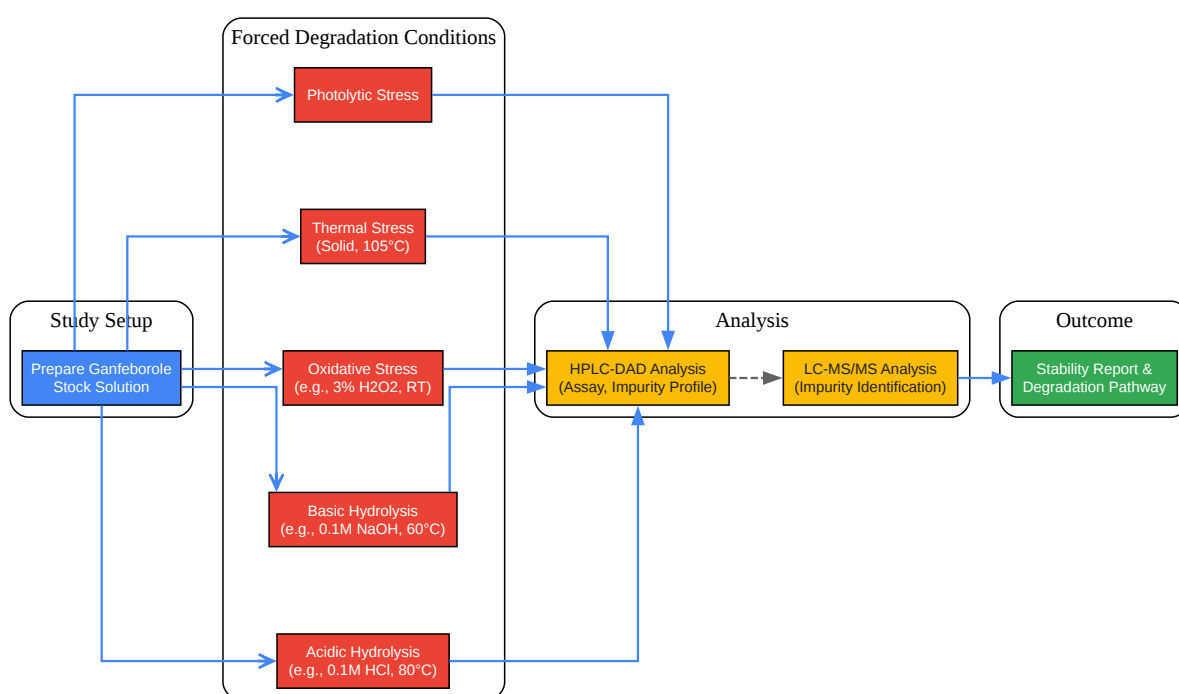 Forced Degradation Conditions
Photolytic Stress
Thermal Stress
(Solid, 105°C)
Study Setup
Prepare Ganfeborole
Stock Solution
Oxidative Stress
(e.g., 3% H2O2, RT)
Basic Hydrolysis
(e.g., 0.1M NaOH, 60°C)
Acidic Hydrolysis
(e.g., 0.1M HCl, 80°C)
Analysis
HPLC-DAD Analysis
(Assay, Impurity Profile)
LC-MS/MS Analysis
(Impurity Identification)
Outcome
Stability Report &
Degradation Pathway